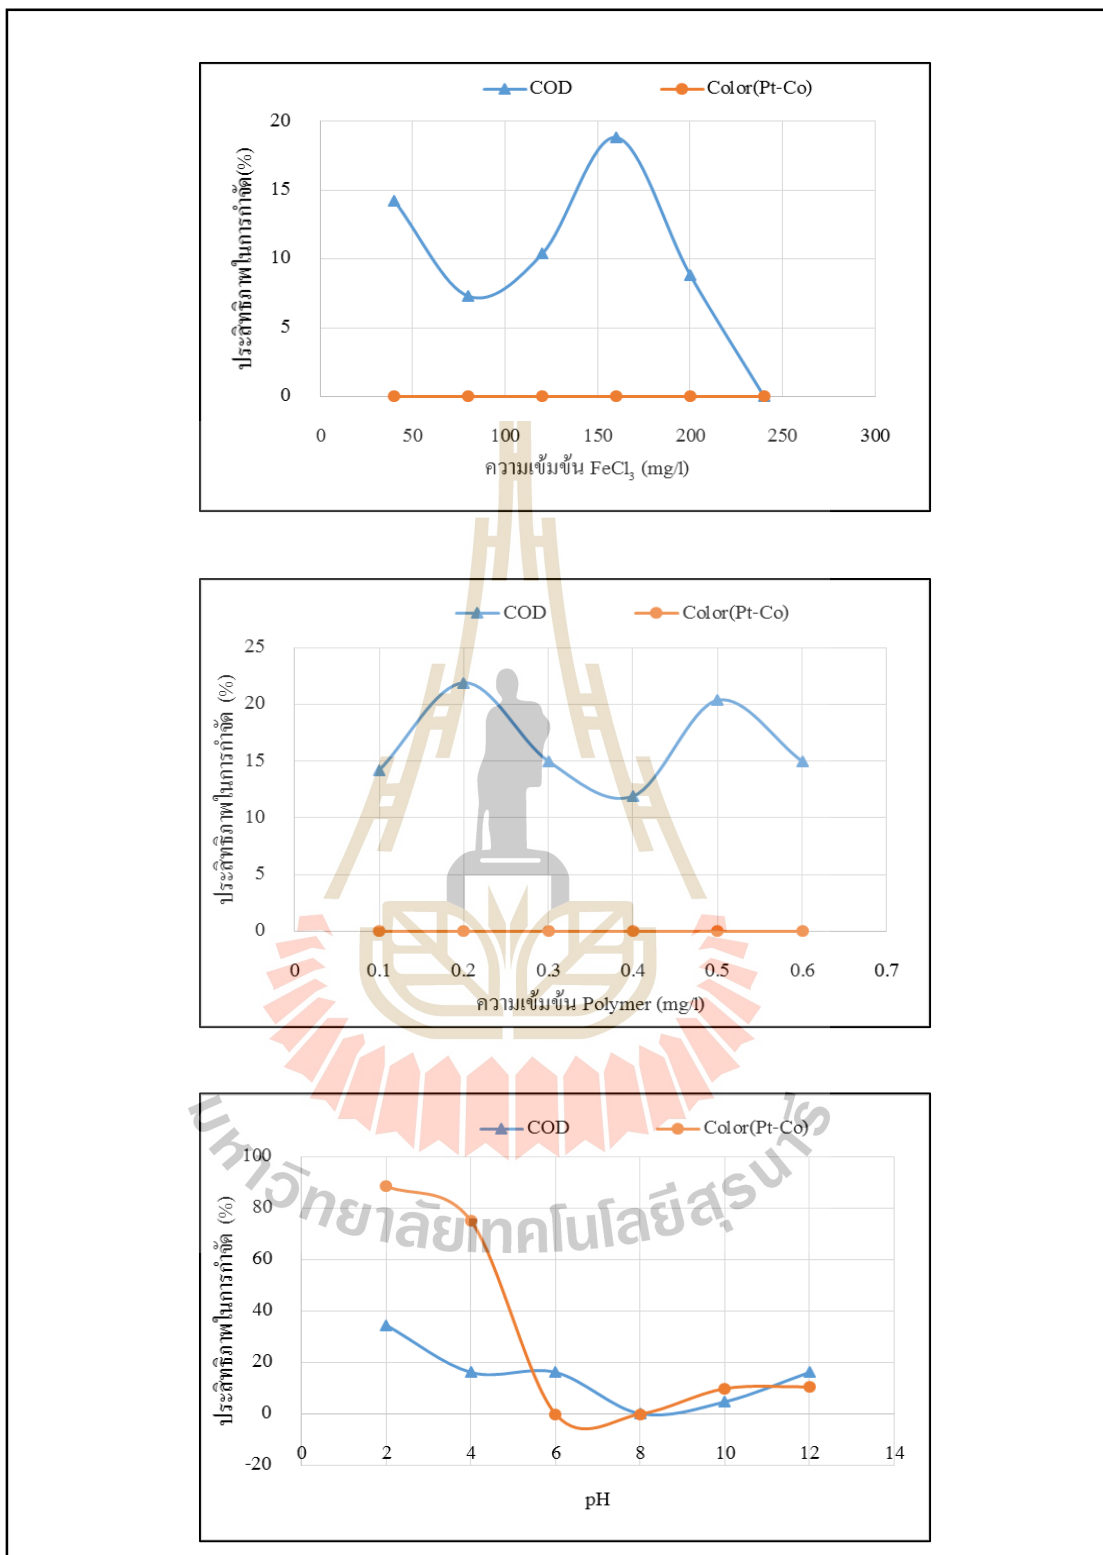 COD Color(Pt-Co)
ประสิทธิภาพในการกำจัด(%)
20
15
10
5
0
0 50 100 150 200 250 300
ความเข้มข้น FeCl₃ (mg/l)
COD Color(Pt-Co)
ประสิทธิภาพในการกำจัด (%)
25
20
15
10
5
0
0 0.1 0.2 0.3 0.4 0.5 0.6 0.7
ความเข้มข้น Polymer (mg/l)
COD Color(Pt-Co)
ประสิทธิภาพในการกำจัด (%)
100
80
60
40
20
0
-20
0 2 4 6 8 10 12 14
pH
มหาวิทยาลัยเทคโนโลยีสุรนารี